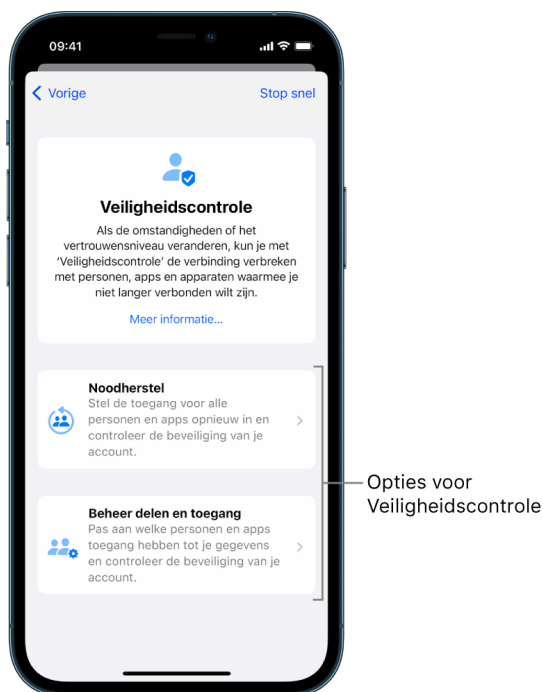 09:41
Vorige
Stop snel
Veiligheidscontrole
Als de omstandigheden of het
vertrouwensniveau veranderen, kun je met
‘Veiligheidscontrole’ de verbinding verbreken
met personen, apps en apparaten waarmee je
niet langer verbonden wilt zijn.
Meer informatie...
Noodherstel
Stel de toegang voor alle
personen en apps opnieuw in en
controleer de beveiliging van je
account.
Beheer delen en toegang
Pas aan welke personen en apps
toegang hebben tot je gegevens
en controleer de beveiliging van je
account.
Opties voor
Veiligheidscontrole